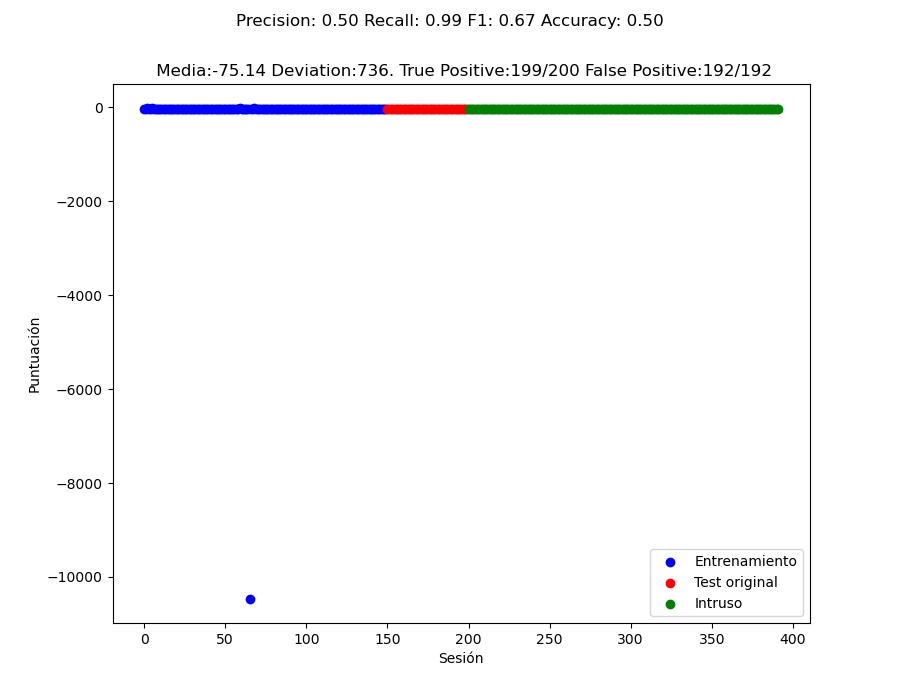 Precision: 0.50 Recall: 0.99 F1: 0.67 Accuracy: 0.50
Media:-75.14 Deviation:736. True Positive:199/200 False Positive:192/192
0
−2000
−4000
−6000
−8000
−10000
Puntuación
Entrenamiento
Test original
Intruso
0 50 100 150 200 250 300 350 400
Sesión